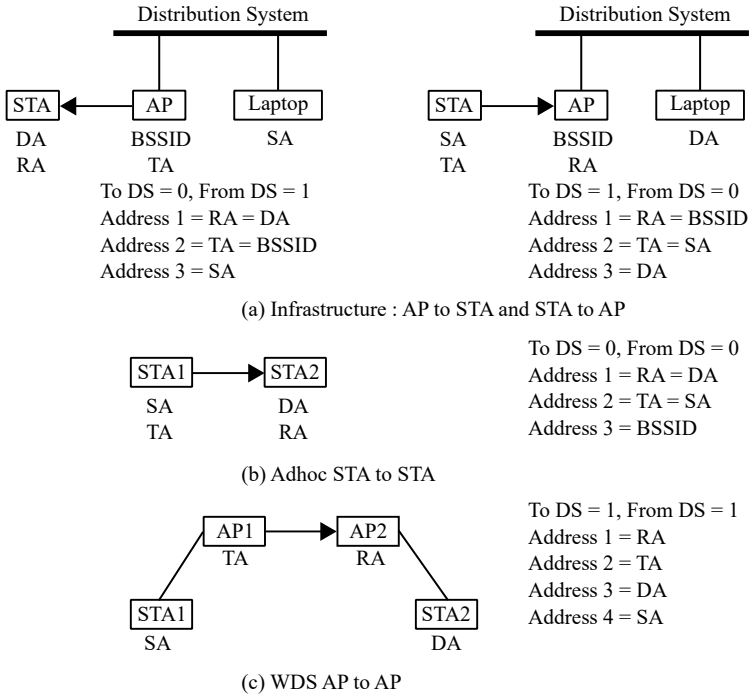 Distribution System
STA
AP
Laptop
DA
BSSID
SA
RA
TA
To DS = 0, From DS = 1
Address 1 = RA = DA
Address 2 = TA = BSSID
Address 3 = SA
Distribution System
STA
AP
Laptop
SA
BSSID
DA
TA
RA
To DS = 1, From DS = 0
Address 1 = RA = BSSID
Address 2 = TA = SA
Address 3 = DA
(a) Infrastructure : AP to STA and STA to AP
STA1
STA2
SA
DA
TA
RA
To DS = 0, From DS = 0
Address 1 = RA = DA
Address 2 = TA = SA
Address 3 = BSSID
(b) Adhoc STA to STA
AP1
AP2
TA
RA
STA1
STA2
SA
DA
To DS = 1, From DS = 1
Address 1 = RA
Address 2 = TA
Address 3 = DA
Address 4 = SA
(c) WDS AP to AP